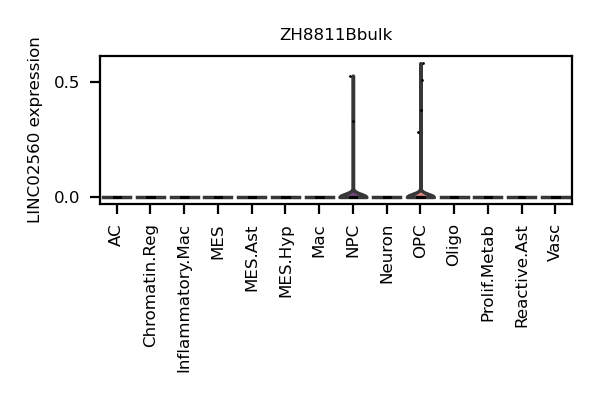 ZH8811Bbulk
LINC02560 expression
0.5
0.0
AC
Chromatin.Reg
Inflammatory.Mac
MES
MES.Ast
MES.Hyp
Mac
NPC
Neuron
OPC
Oligo
Prolif.Metab
Reactive.Ast
Vasc